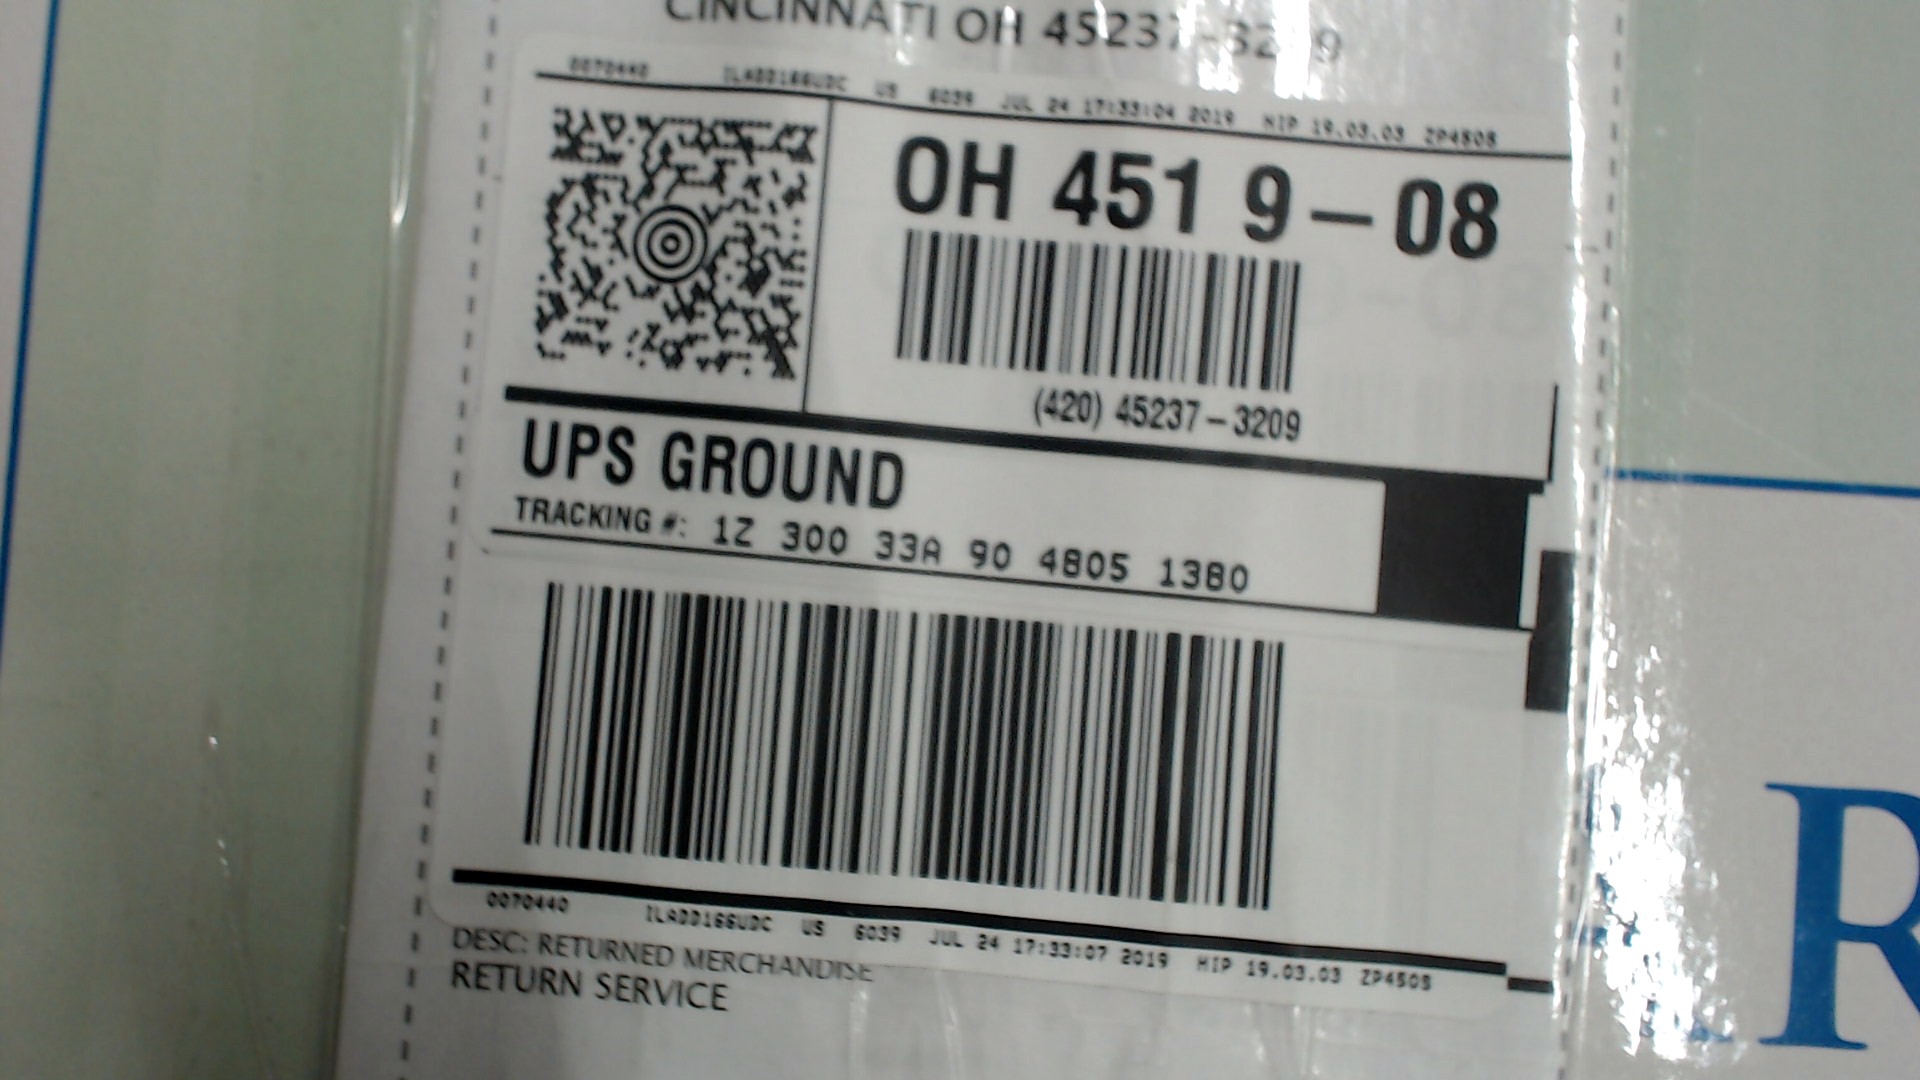 CINCINNATI OH 45237-3209
0070440 ILADD166UDC US 6039 JUL 24 17:33:04 2019 HIP 19.03.03 ZP450S
OH 451 9-08
(420) 45237-3209
UPS GROUND
TRACKING #: 1Z 300 33A 90 4805 1380
0070440 ILADD166UDC US 6039 JUL 24 17:33:07 2019 HIP 19.03.03 ZP450S
DESC: RETURNED MERCHANDISE
RETURN SERVICE
R